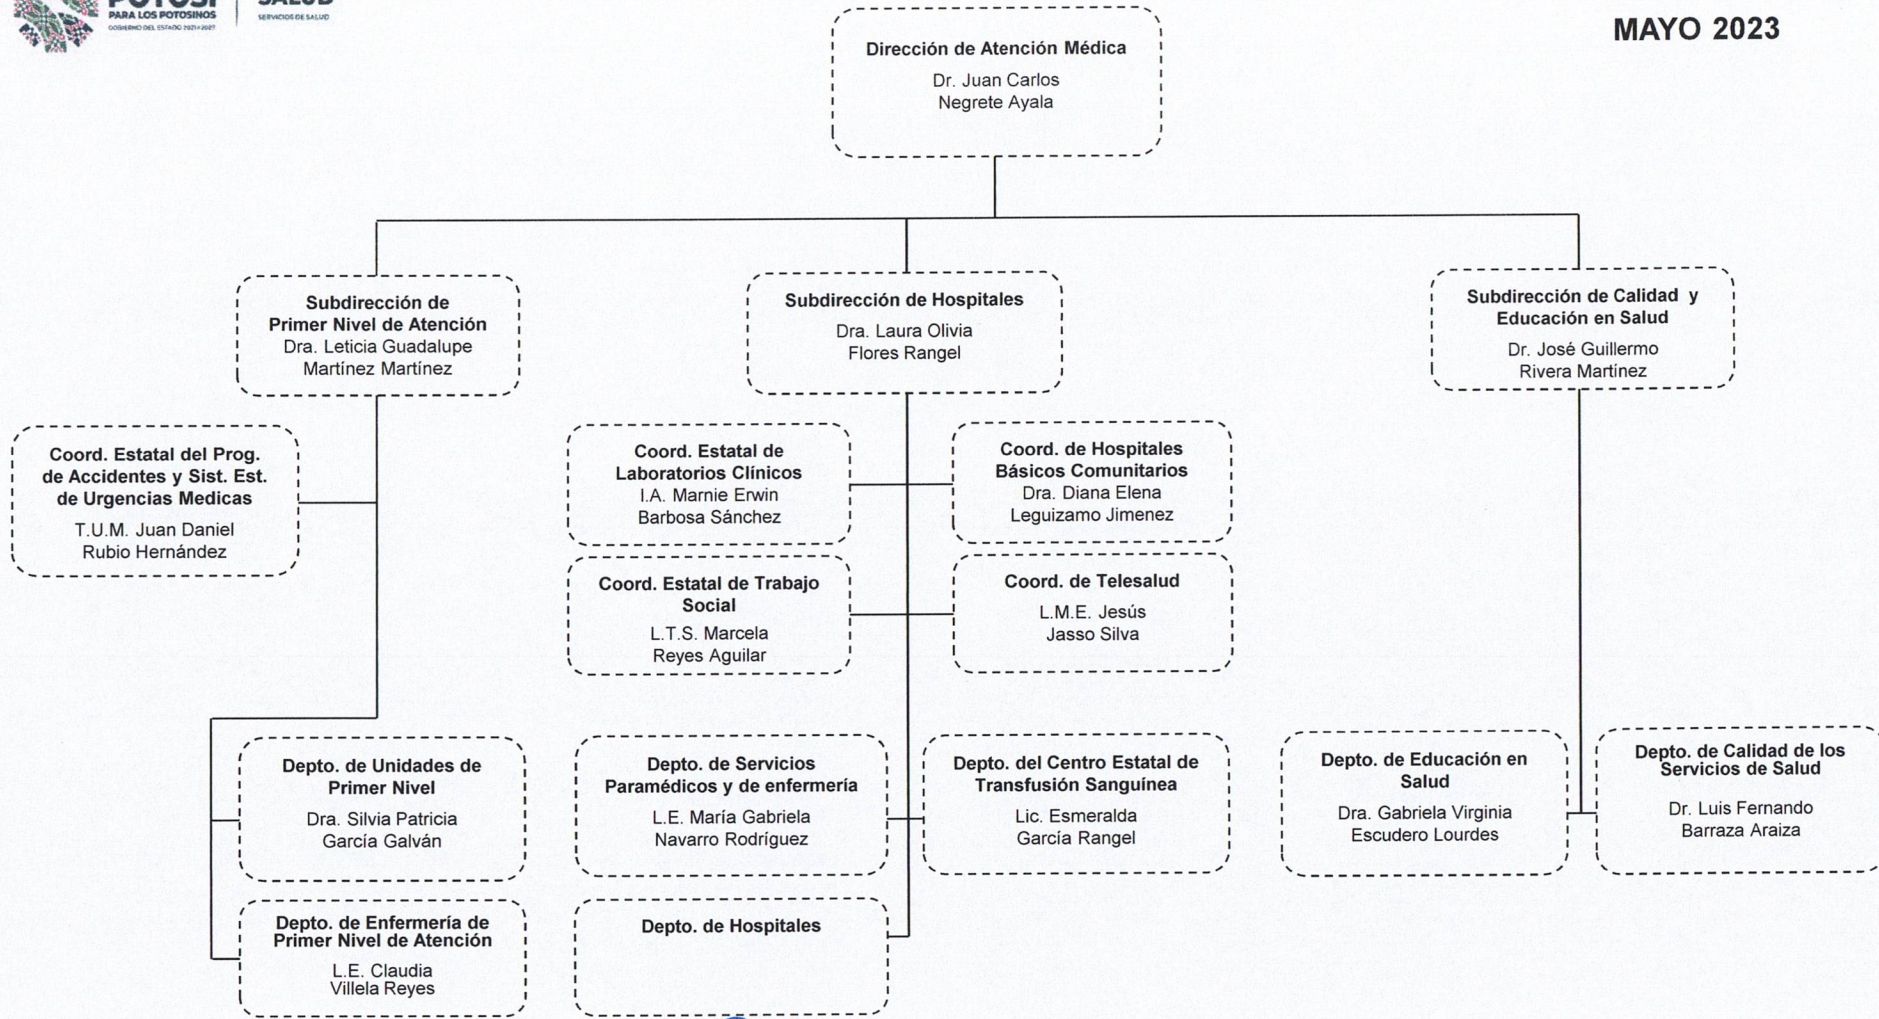 POTOSÍ
PARA LOS POTOSINOS
GOBIERNO DEL ESTADO 2021-2027
SALUD
SERVICIOS DE SALUD
MAYO 2023
Dirección de Atención Médica
Dr. Juan Carlos
Negrete Ayala
Subdirección de
Primer Nivel de Atención
Dra. Leticia Guadalupe
Martínez Martínez
Subdirección de Hospitales
Dra. Laura Olivia
Flores Rangel
Subdirección de Calidad y
Educación en Salud
Dr. José Guillermo
Rivera Martínez
Coord. Estatal del Prog.
de Accidentes y Sist. Est.
de Urgencias Medicas
T.U.M. Juan Daniel
Rubio Hernández
Coord. Estatal de
Laboratorios Clínicos
I.A. Marnie Erwin
Barbosa Sánchez
Coord. de Hospitales
Básicos Comunitarios
Dra. Diana Elena
Leguizamo Jimenez
Coord. Estatal de Trabajo
Social
L.T.S. Marcela
Reyes Aguilar
Coord. de Telesalud
L.M.E. Jesús
Jasso Silva
Depto. de Unidades de
Primer Nivel
Dra. Silvia Patricia
García Galván
Depto. de Servicios
Paramédicos y de enfermería
L.E. María Gabriela
Navarro Rodríguez
Depto. del Centro Estatal de
Transfusión Sanguínea
Lic. Esmeralda
García Rangel
Depto. de Educación en
Salud
Dra. Gabriela Virginia
Escudero Lourdes
Depto. de Calidad de los
Servicios de Salud
Dr. Luis Fernando
Barraza Araiza
Depto. de Enfermería de
Primer Nivel de Atención
L.E. Claudia
Villela Reyes
Depto. de Hospitales